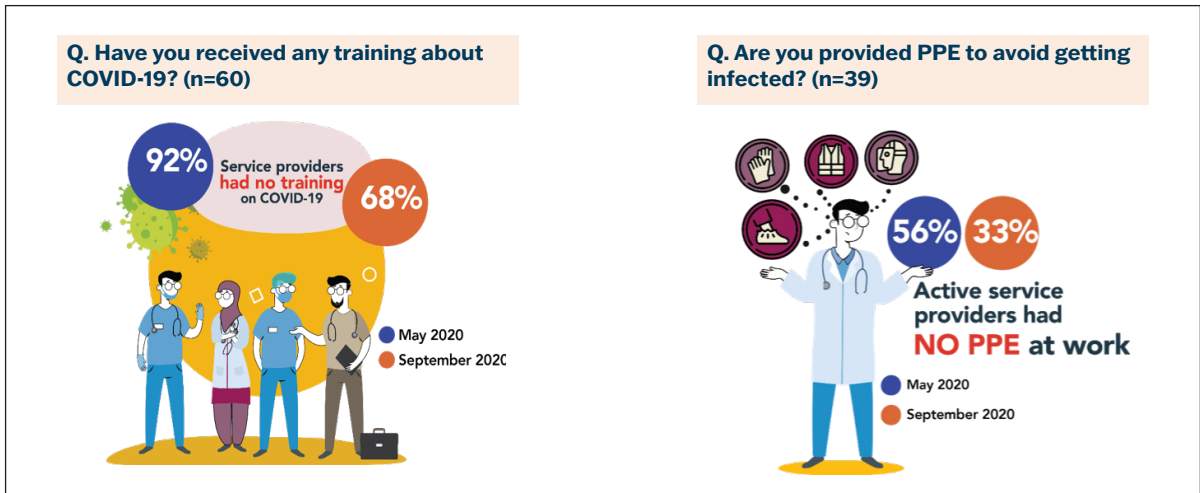 Q. Have you received any training about
COVID-19? (n=60)
92%
Service providers
had no training
on COVID-19
68%
May 2020
September 2020
Q. Are you provided PPE to avoid getting
infected? (n=39)
56%
33%
Active service
providers had
NO PPE at work
May 2020
September 2020